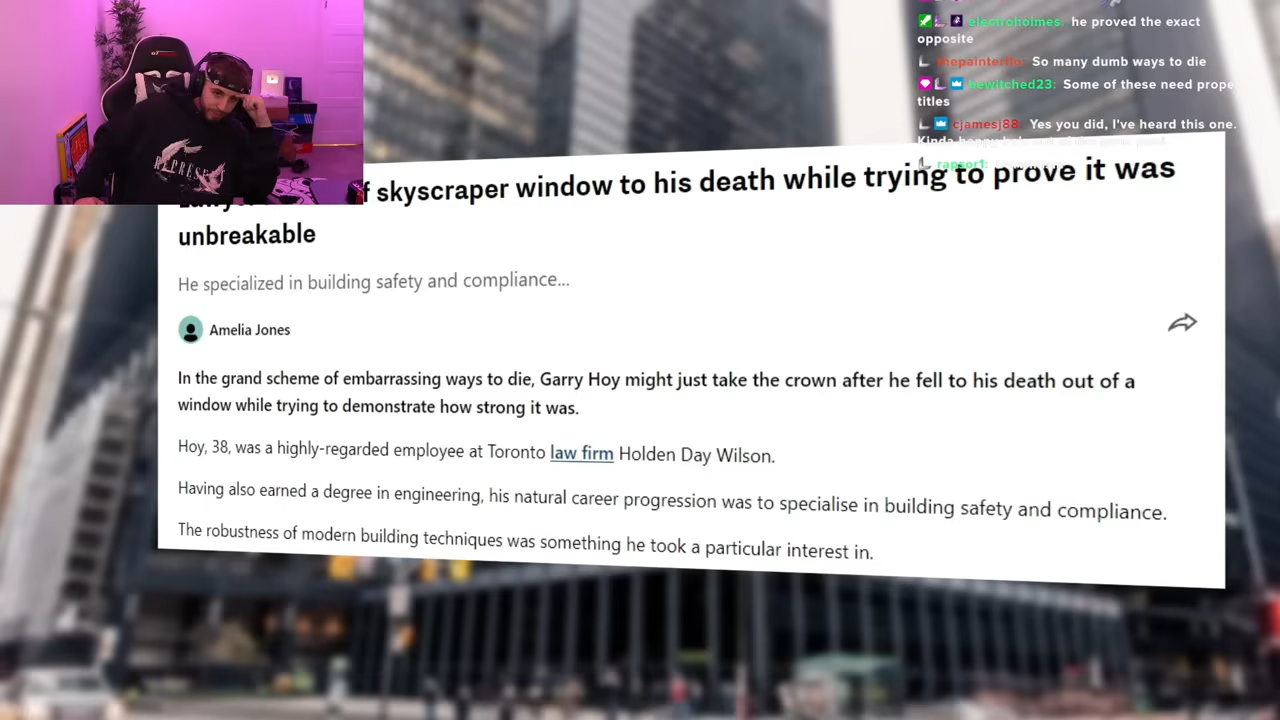 electroholmes: he proved the exact
opposite
So many dumb ways to die
bewitched23: Some of these need prope
titles
cjamesj88: Yes you did, I've heard this one.
rapsor1:
REPRESENT
f skyscraper window to his death while trying to prove it was
unbreakable
He specialized in building safety and compliance...
Amelia Jones
In the grand scheme of embarrassing ways to die, Garry Hoy might just take the crown after he fell to his death out of a
window while trying to demonstrate how strong it was.
Hoy, 38, was a highly-regarded employee at Toronto law firm Holden Day Wilson.
Having also earned a degree in engineering, his natural career progression was to specialise in building safety and compliance.
The robustness of modern building techniques was something he took a particular interest in.